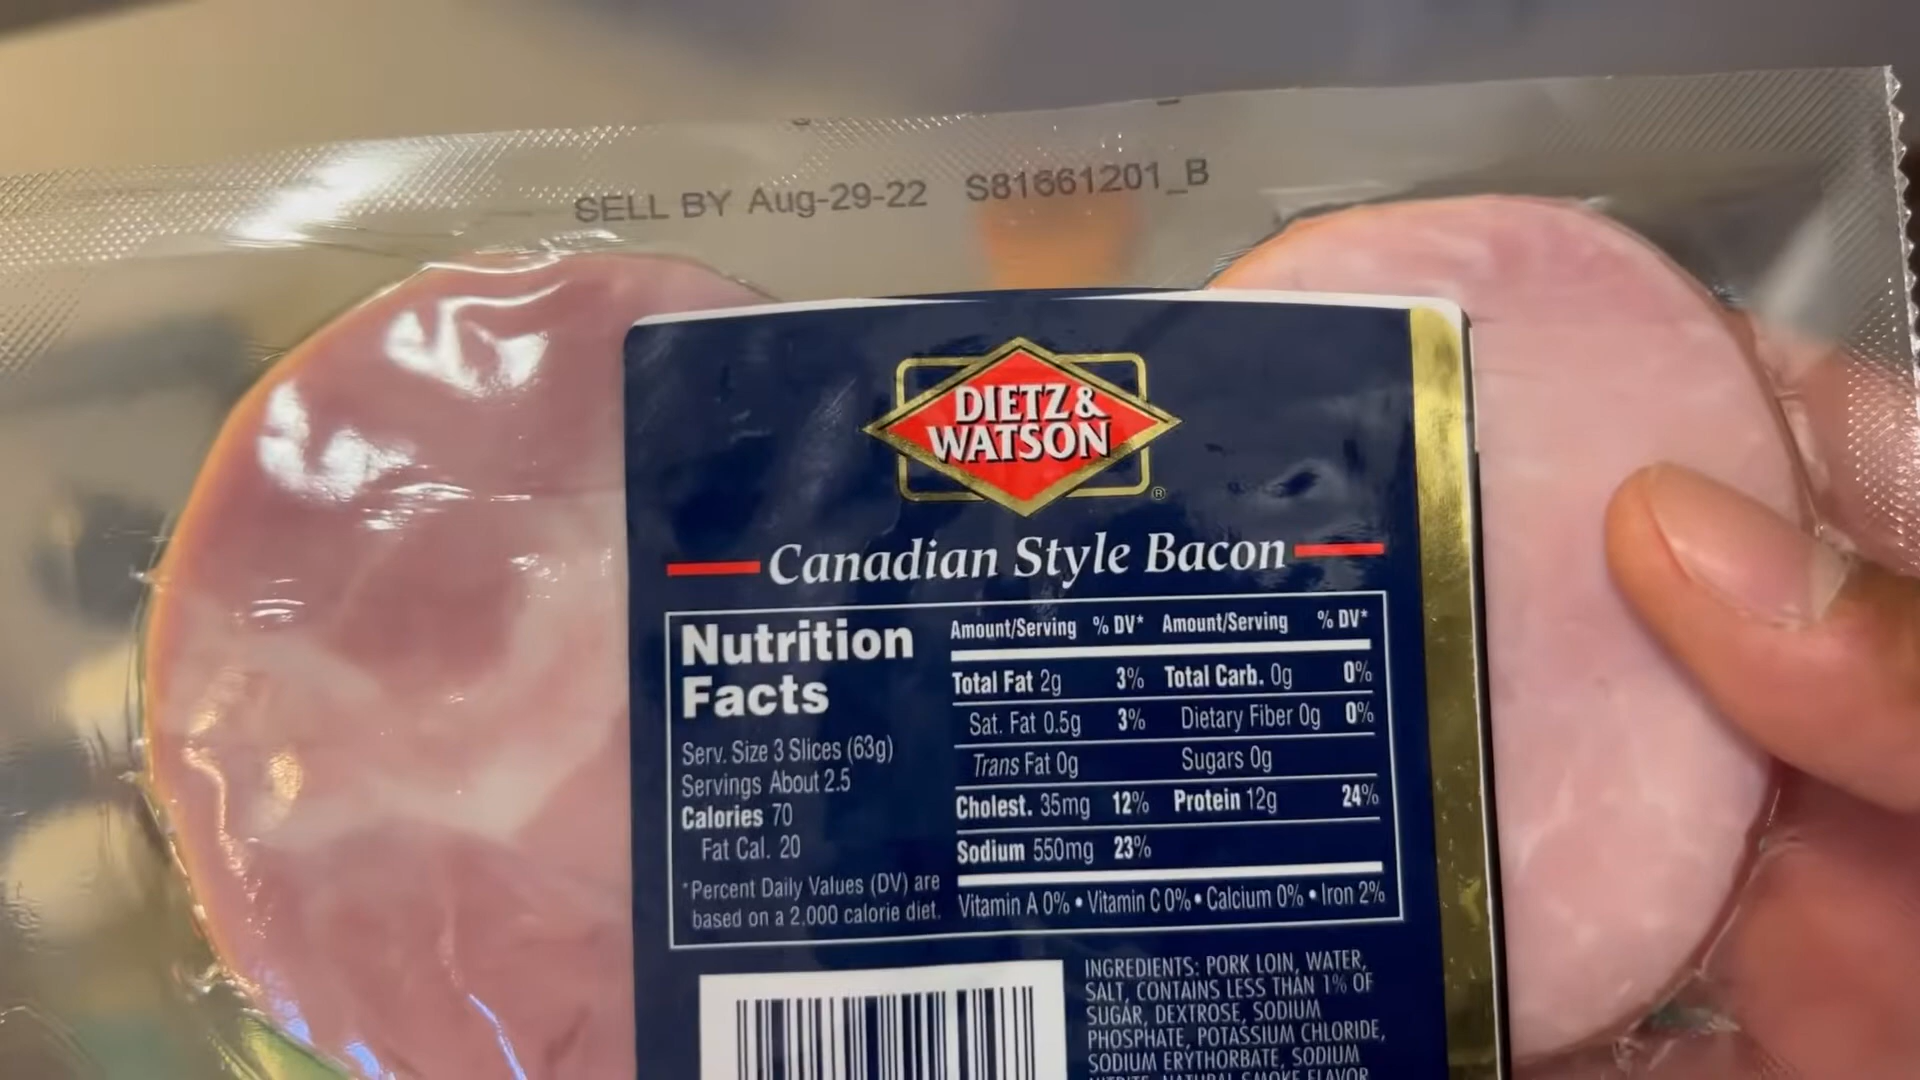 SELL BY Aug-29-22 S81661201_B
DIETZ &
WATSON
®
Canadian Style Bacon
Nutrition
Facts
Serv. Size 3 Slices (63g)
Servings About 2.5
Calories 70
Fat Cal. 20
*Percent Daily Values (DV) are
based on a 2,000 calorie diet.
Amount/Serving % DV* Amount/Serving % DV*
Total Fat 2g 3% Total Carb. 0g 0%
Sat. Fat 0.5g 3% Dietary Fiber 0g 0%
Trans Fat 0g Sugars 0g
Cholest. 35mg 12% Protein 12g 24%
Sodium 550mg 23%
Vitamin A 0% • Vitamin C 0% • Calcium 0% • Iron 2%
INGREDIENTS: PORK LOIN, WATER,
SALT, CONTAINS LESS THAN 1% OF
SUGAR, DEXTROSE, SODIUM
PHOSPHATE, POTASSIUM CHLORIDE,
SODIUM ERYTHORBATE, SODIUM
NITRITE, NATURAL SMOKE FLAVOR